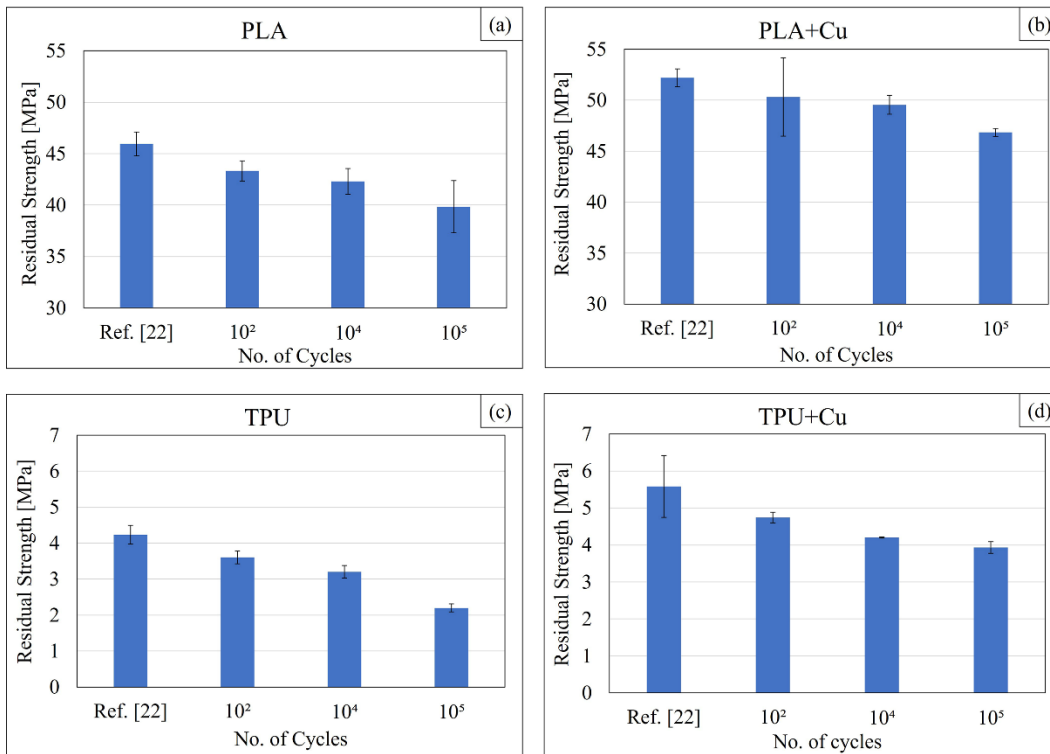 PLA
(a)
Residual Strength [MPa]
55
50
45
40
35
30
Ref. [22] 10² 10⁴ 10⁵
No. of Cycles
PLA+Cu
(b)
Residual Strength [MPa]
55
50
45
40
35
30
Ref. [22] 10² 10⁴ 10⁵
No. of Cycles
TPU
(c)
Residual Strength [MPa]
7
6
5
4
3
2
1
0
Ref. [22] 10² 10⁴ 10⁵
No. of Cycles
TPU+Cu
(d)
Residual Strength [MPa]
7
6
5
4
3
2
1
0
Ref. [22] 10² 10⁴ 10⁵
No. of cycles